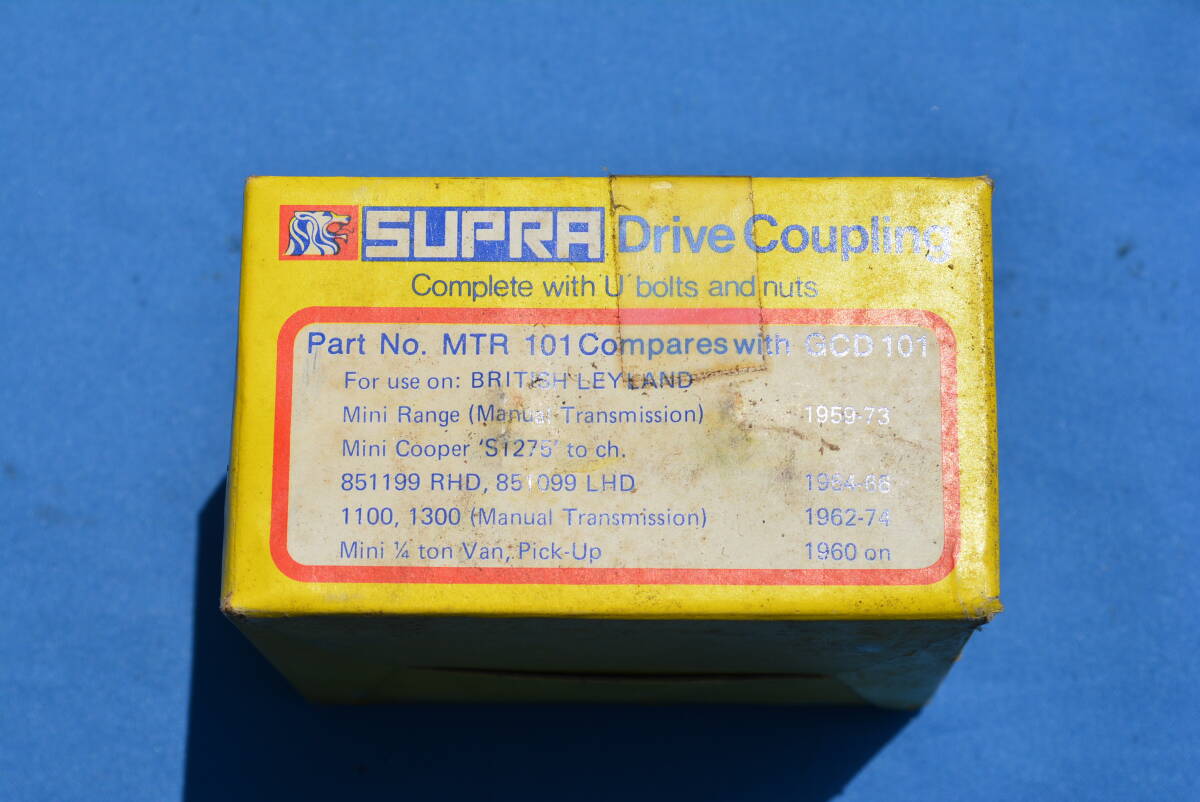 SUPRA Drive Coupling
Complete with 'U' bolts and nuts
Part No. MTR 101 Compares with GCD 101
For use on: BRITISH LEYLAND
Mini Range (Manual Transmission) 1959-73
Mini Cooper 'S1275' to ch.
851199 RHD, 851099 LHD 1964-66
1100, 1300 (Manual Transmission) 1962-74
Mini ¼ ton Van, Pick-Up 1960 on